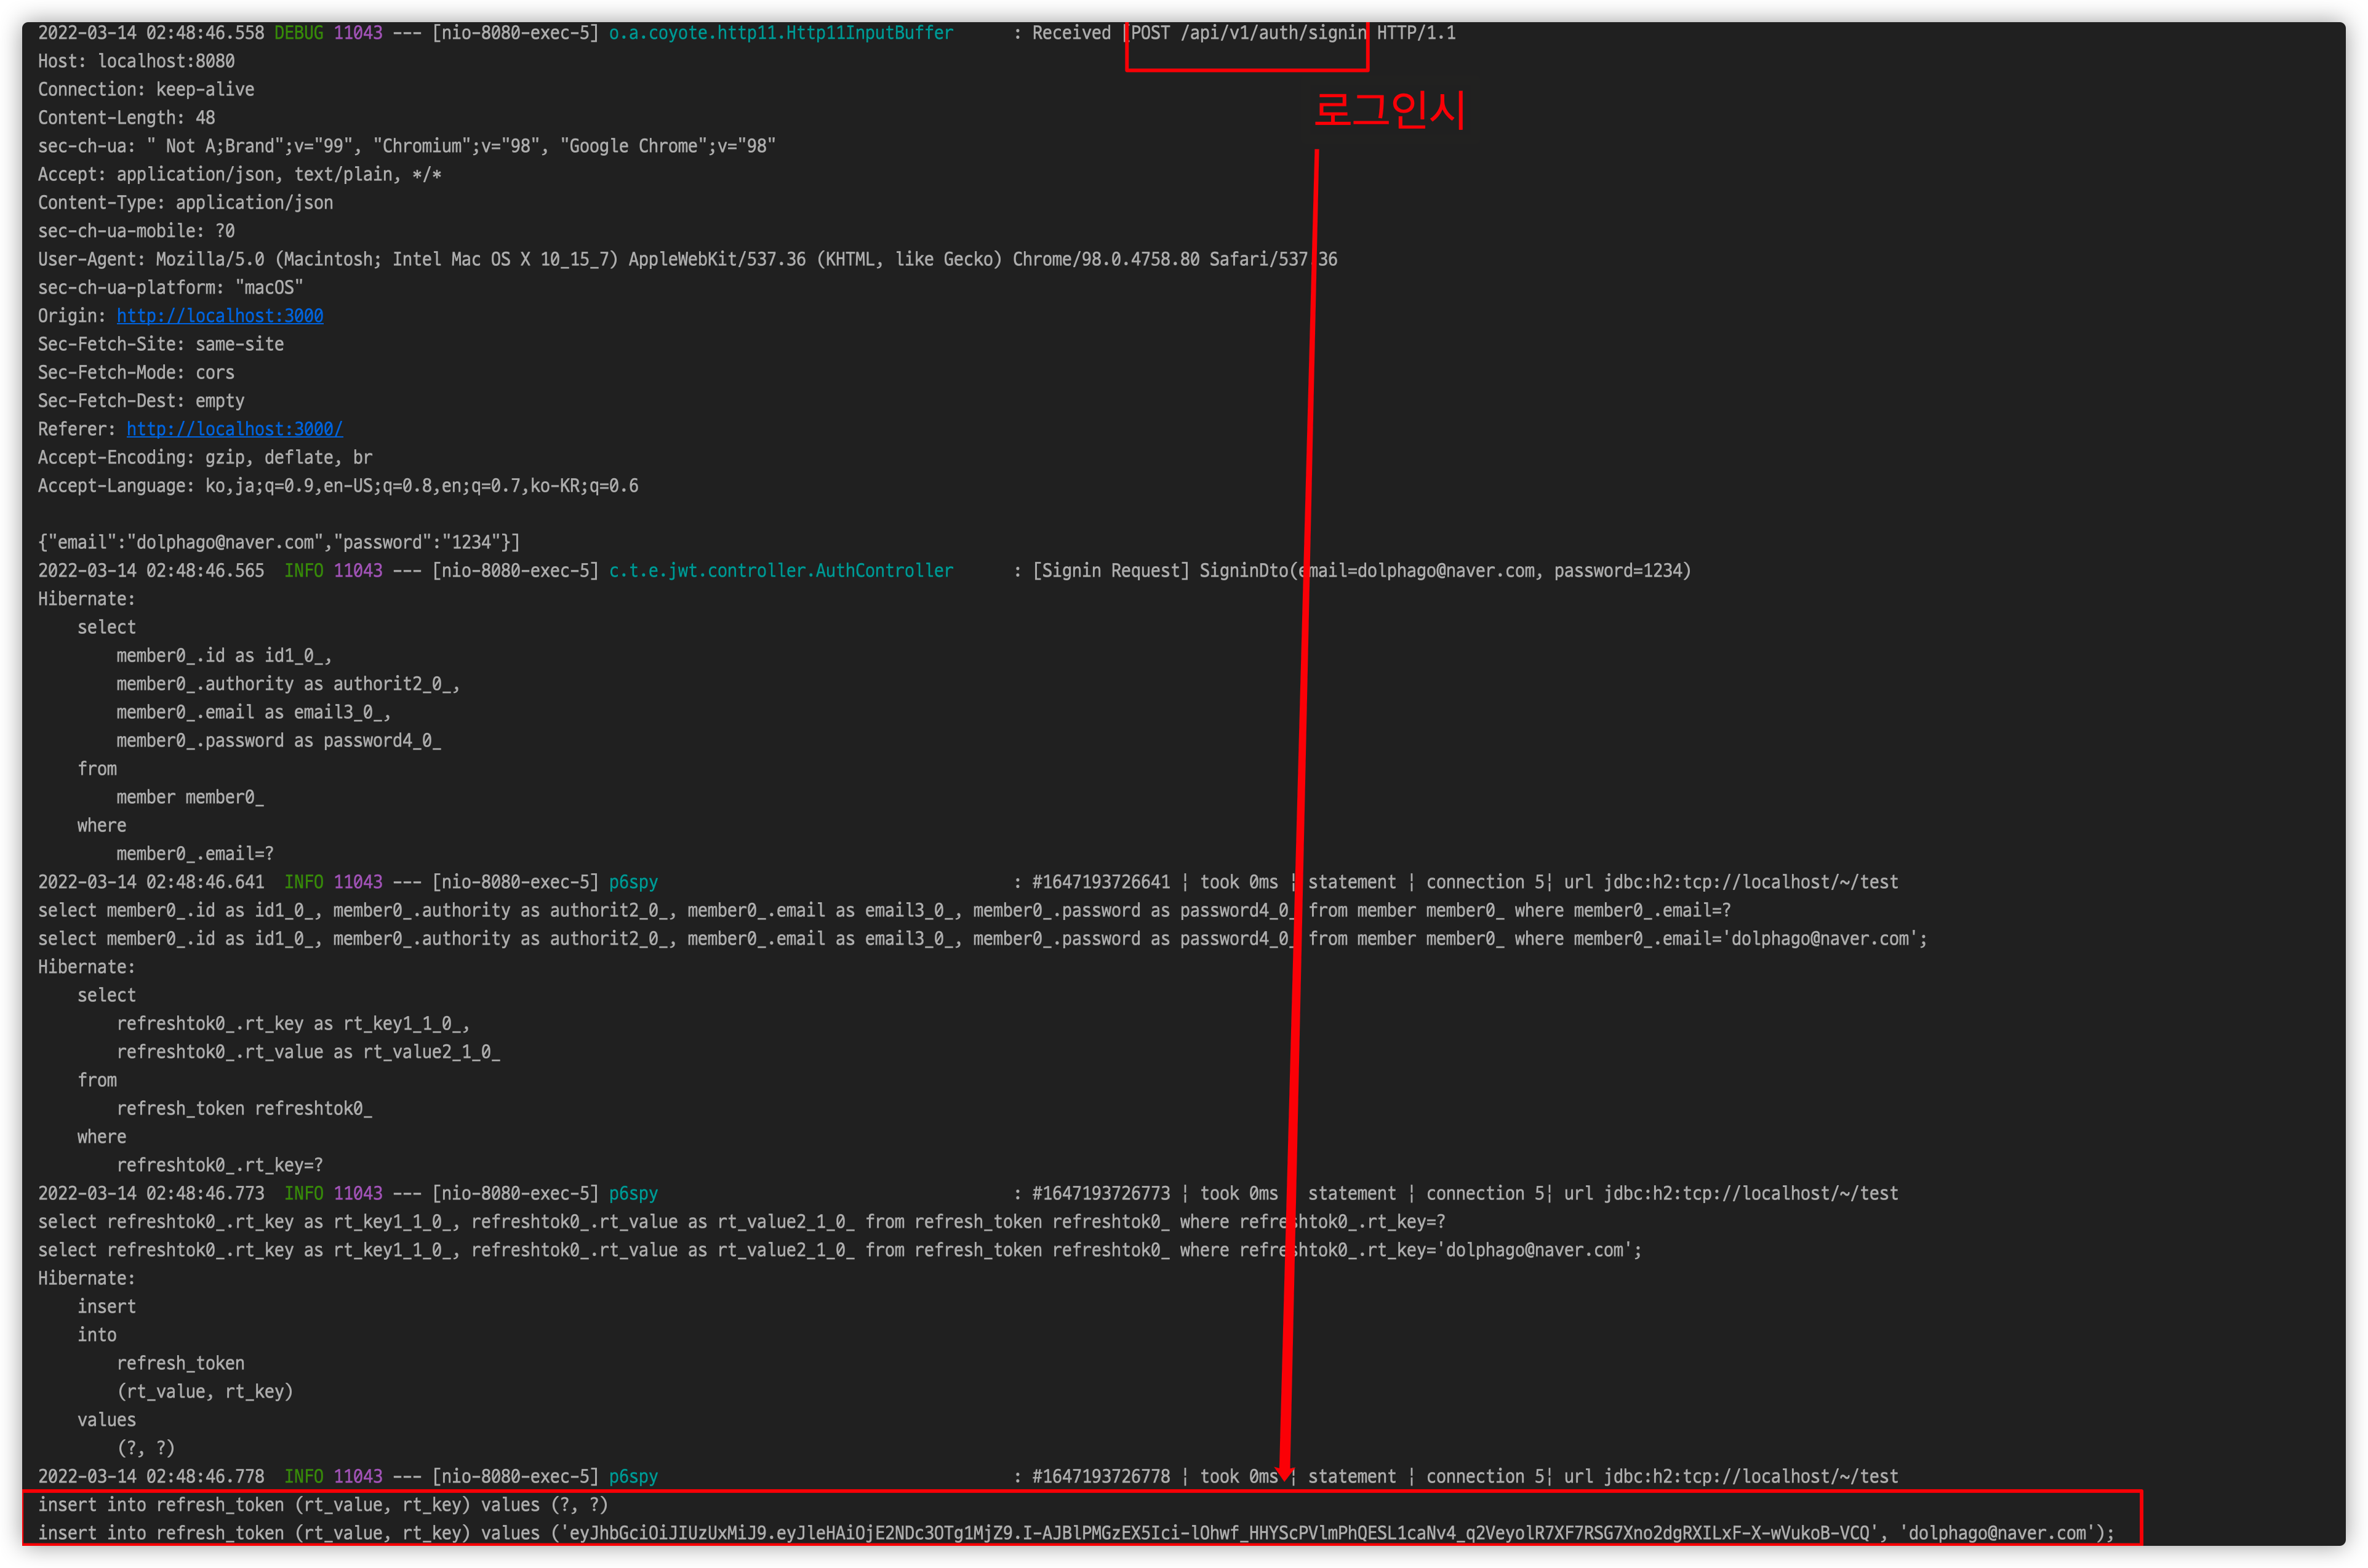 2022-03-14 02:48:46.558 DEBUG 11043 --- [nio-8080-exec-5] o.a.coyote.http11.Http11InputBuffer      : Received [POST /api/v1/auth/signin HTTP/1.1
Host: localhost:8080
로그인시
Connection: keep-alive
Content-Length: 48
sec-ch-ua: " Not A;Brand";v="99", "Chromium";v="98", "Google Chrome";v="98"
Accept: application/json, text/plain, */*
Content-Type: application/json
sec-ch-ua-mobile: ?0
User-Agent: Mozilla/5.0 (Macintosh; Intel Mac OS X 10_15_7) AppleWebKit/537.36 (KHTML, like Gecko) Chrome/98.0.4758.80 Safari/537.36
sec-ch-ua-platform: "macOS"
Origin: http://localhost:3000
Sec-Fetch-Site: same-site
Sec-Fetch-Mode: cors
Sec-Fetch-Dest: empty
Referer: http://localhost:3000/
Accept-Encoding: gzip, deflate, br
Accept-Language: ko,ja;q=0.9,en-US;q=0.8,en;q=0.7,ko-KR;q=0.6
{"email":"dolphago@naver.com","password":"1234"}]
2022-03-14 02:48:46.565  INFO 11043 --- [nio-8080-exec-5] c.t.e.jwt.controller.AuthController      : [Signin Request] SigninDto(email=dolphago@naver.com, password=1234)
Hibernate:
    select
        member0_.id as id1_0_,
        member0_.authority as authorit2_0_,
        member0_.email as email3_0_,
        member0_.password as password4_0_
    from
        member member0_
    where
        member0_.email=?
2022-03-14 02:48:46.641  INFO 11043 --- [nio-8080-exec-5] p6spy                                    : #1647193726641 | took 0ms | statement | connection 5| url jdbc:h2:tcp://localhost/~/test
select member0_.id as id1_0_, member0_.authority as authorit2_0_, member0_.email as email3_0_, member0_.password as password4_0_ from member member0_ where member0_.email=?
select member0_.id as id1_0_, member0_.authority as authorit2_0_, member0_.email as email3_0_, member0_.password as password4_0_ from member member0_ where member0_.email='dolphago@naver.com';
Hibernate:
    select
        refreshtok0_.rt_key as rt_key1_1_0_,
        refreshtok0_.rt_value as rt_value2_1_0_
    from
        refresh_token refreshtok0_
    where
        refreshtok0_.rt_key=?
2022-03-14 02:48:46.773  INFO 11043 --- [nio-8080-exec-5] p6spy                                    : #1647193726773 | took 0ms | statement | connection 5| url jdbc:h2:tcp://localhost/~/test
select refreshtok0_.rt_key as rt_key1_1_0_, refreshtok0_.rt_value as rt_value2_1_0_ from refresh_token refreshtok0_ where refreshtok0_.rt_key=?
select refreshtok0_.rt_key as rt_key1_1_0_, refreshtok0_.rt_value as rt_value2_1_0_ from refresh_token refreshtok0_ where refreshtok0_.rt_key='dolphago@naver.com';
Hibernate:
    insert
    into
        refresh_token
        (rt_value, rt_key)
    values
        (?, ?)
2022-03-14 02:48:46.778  INFO 11043 --- [nio-8080-exec-5] p6spy                                    : #1647193726778 | took 0ms | statement | connection 5| url jdbc:h2:tcp://localhost/~/test
insert into refresh_token (rt_value, rt_key) values (?, ?)
insert into refresh_token (rt_value, rt_key) values ('eyJhbGciOiJIUzUxMiJ9.eyJleHAiOjE2NDc3OTg1MjZ9.I-AJBlPMGzEX5Ici-lOhwf_HHYScPVlmPhQESL1caNv4_q2VeyolR7XF7RSG7Xno2dgRXILxF-X-wVukoB-VCQ', 'dolphago@naver.com');